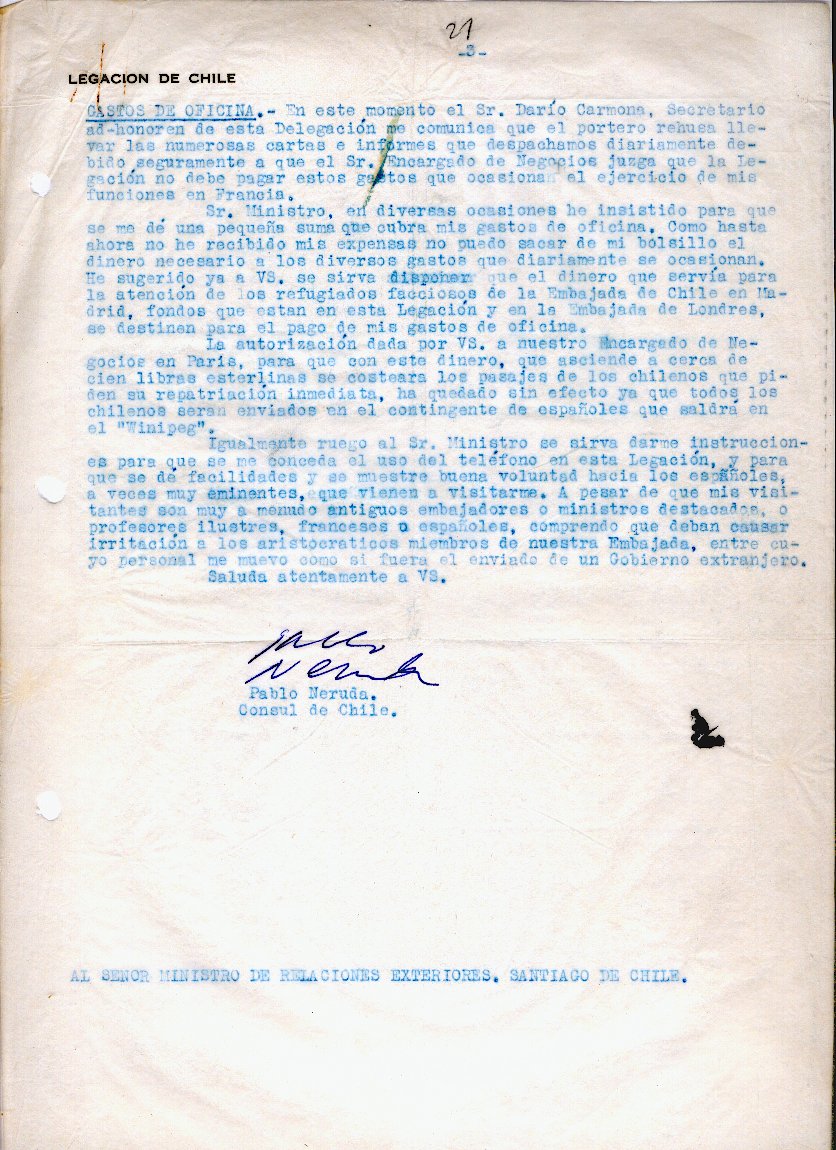 21
-3-
LEGACION DE CHILE
GASTOS DE OFICINA.- En este momento el Sr. Darío Carmona, Secretario
ad-honoren de esta Delegación me comunica que el portero rehusa lle-
var las numerosas cartas e informes que despachamos diariamente de-
bido seguramente a que el Sr. Encargado de Negocios juzga que la Le-
gación no debe pagar estos gastos que ocasionan el ejercicio de mis
funciones en Francia.
Sr. Ministro, en diversas ocasiones he insistido para que
se me dé una pequeña suma que cubra mis gastos de oficina. Como hasta
ahora no he recibido mis expensas no puedo sacar de mi bolsillo el
dinero necesario a los diversos gastos que diariamente se ocasionan.
He sugerido ya a VS. se sirva disponer que el dinero que servía para
la atención de los refugiados facciosos de la Embajada de Chile en Ma-
drid, fondos que estan en esta Legación y en la Embajada de Londres,
se destinen para el pago de mis gastos de oficina.
La autorización dada por VS. a nuestro Encargado de Ne-
gocios en París, para que con este dinero, que asciende a cerca de
cien libras esterlinas se costeara los pasajes de los chilenos que pi-
den su repatriación inmediata, ha quedado sin efecto ya que todos los
chilenos seran enviados en el contingente de españoles que saldrá en
el "Winipeg".
Igualmente ruego al Sr. Ministro se sirva darme instruccion-
es para que se me conceda el uso del teléfono en esta Legación, y para
que se dé facilidades y se muestre buena voluntad hacia los españoles,
a veces muy eminentes, que vienen a visitarme. A pesar de que mis visi-
tantes son muy a menudo antiguos embajadores o ministros destacados, o
profesores ilustres, franceses o españoles, comprendo que deban causar
irritación a los aristocraticos miembros de nuestra Embajada, entre cu-
yo personal me muevo como si fuera el enviado de un Gobierno extranjero.
Saluda atentamente a VS.
Pablo
Neruda
Pablo Neruda.
Consul de Chile.
AL SENOR MINISTRO DE RELACIONES EXTERIORES. SANTIAGO DE CHILE.